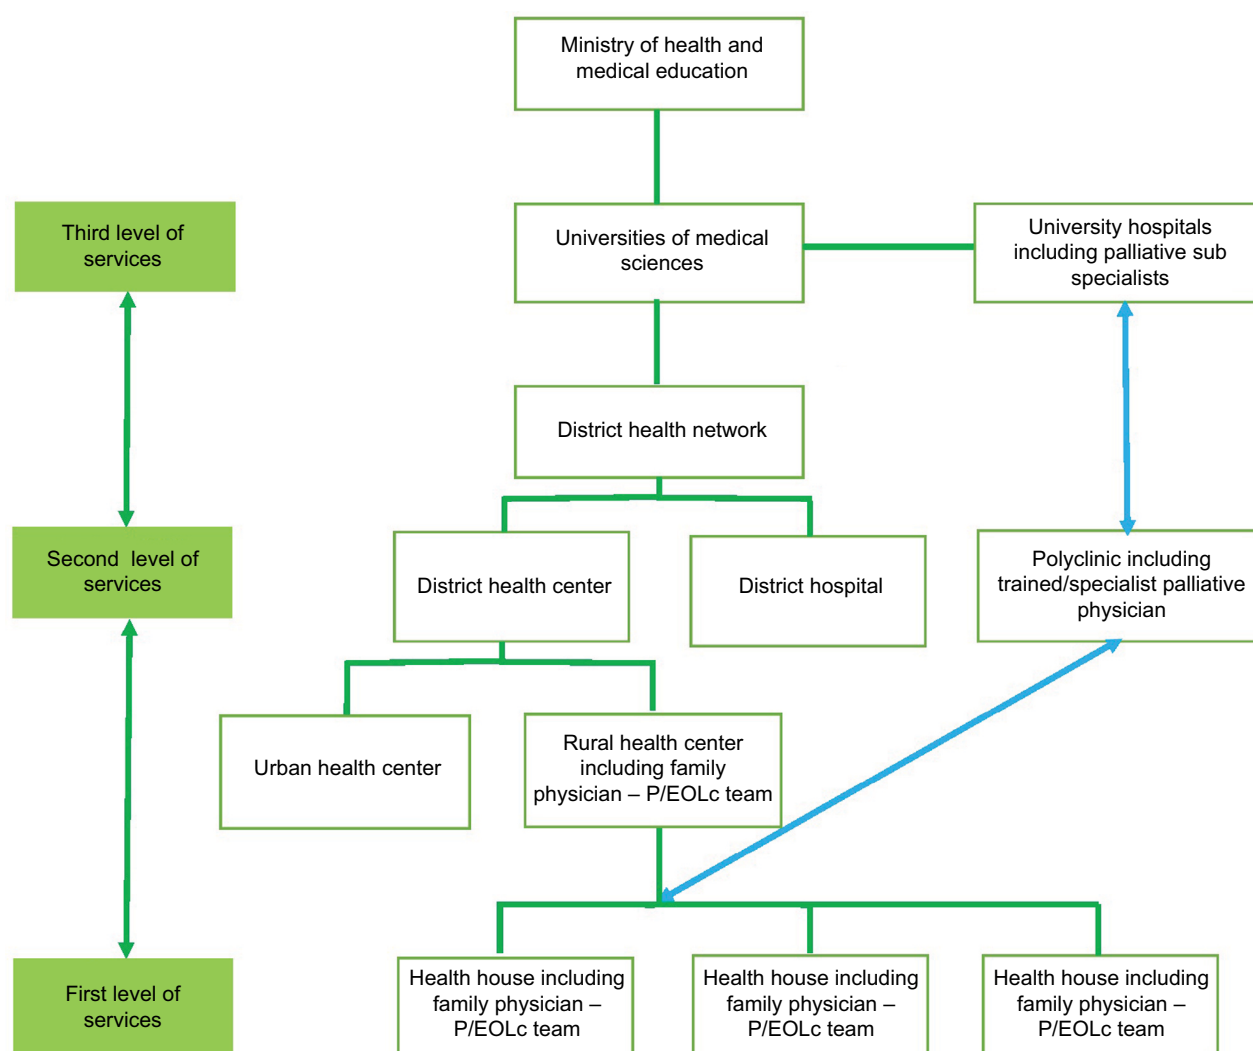 Ministry of health and
medical education
Third level of
services
Universities of medical
sciences
University hospitals
including palliative sub
specialists
District health network
Second level of
services
District health center
District hospital
Polyclinic including
trained/specialist palliative
physician
Urban health center
Rural health center
including family
physician – P/EOLc team
First level of
services
Health house including
family physician –
P/EOLc team
Health house including
family physician –
P/EOLc team
Health house including
family physician –
P/EOLc team